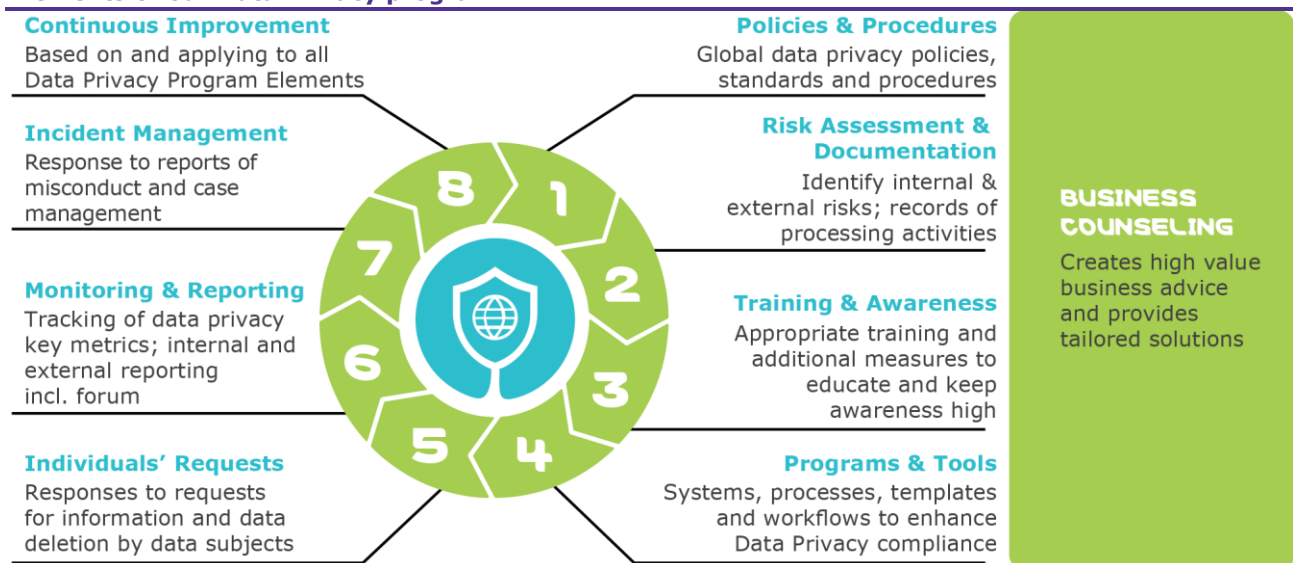 Continuous Improvement
Based on and applying to all
Data Privacy Program Elements
Incident Management
Response to reports of
misconduct and case
management
Monitoring & Reporting
Tracking of data privacy
key metrics; internal and
external reporting
incl. forum
Individuals’ Requests
Responses to requests
for information and data
deletion by data subjects
8
1
7
2
6
3
5
4
Policies & Procedures
Global data privacy policies,
standards and procedures
Risk Assessment &
Documentation
Identify internal &
external risks; records of
processing activities
Training & Awareness
Appropriate training and
additional measures to
educate and keep
awareness high
Programs & Tools
Systems, processes, templates
and workflows to enhance
Data Privacy compliance
BUSINESS
COUNSELING
Creates high value
business advice
and provides
tailored solutions